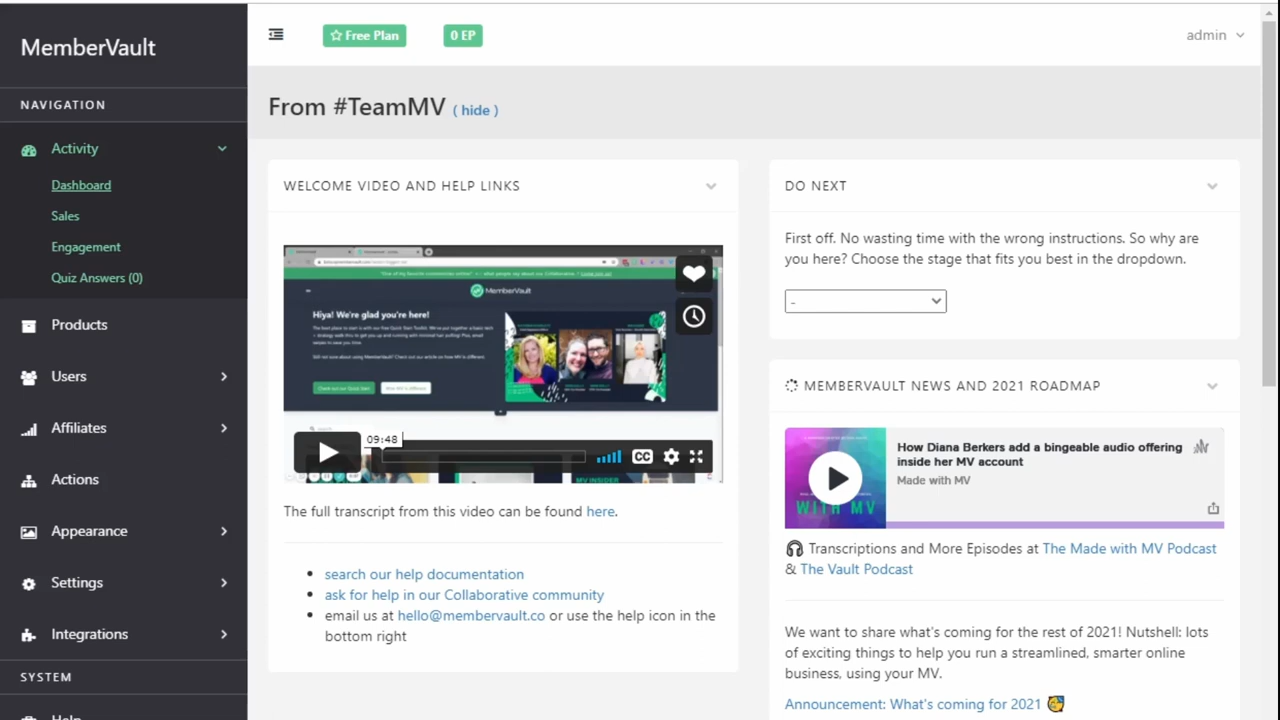 MemberVault
NAVIGATION
Activity
Dashboard
Sales
Engagement
Quiz Answers (0)
Products
Users
Affiliates
Actions
Appearance
Settings
Integrations
SYSTEM
Help
Free Plan
0 EP
admin
From #TeamMV ( hide )
WELCOME VIDEO AND HELP LINKS
MemberVault
Hiya! We're glad you're here!
09:48
CC
The full transcript from this video can be found here.
search our help documentation
ask for help in our Collaborative community
email us at hello@membervault.co or use the help icon in the
bottom right
DO NEXT
First off. No wasting time with the wrong instructions. So why are
you here? Choose the stage that fits you best in the dropdown.
-
MEMBERVAULT NEWS AND 2021 ROADMAP
WITH MV
How Diana Berkers add a bingeable audio offering
inside her MV account
Made with MV
Transcriptions and More Episodes at The Made with MV Podcast
& The Vault Podcast
We want to share what's coming for the rest of 2021! Nutshell: lots
of exciting things to help you run a streamlined, smarter online
business, using your MV.
Announcement: What's coming for 2021